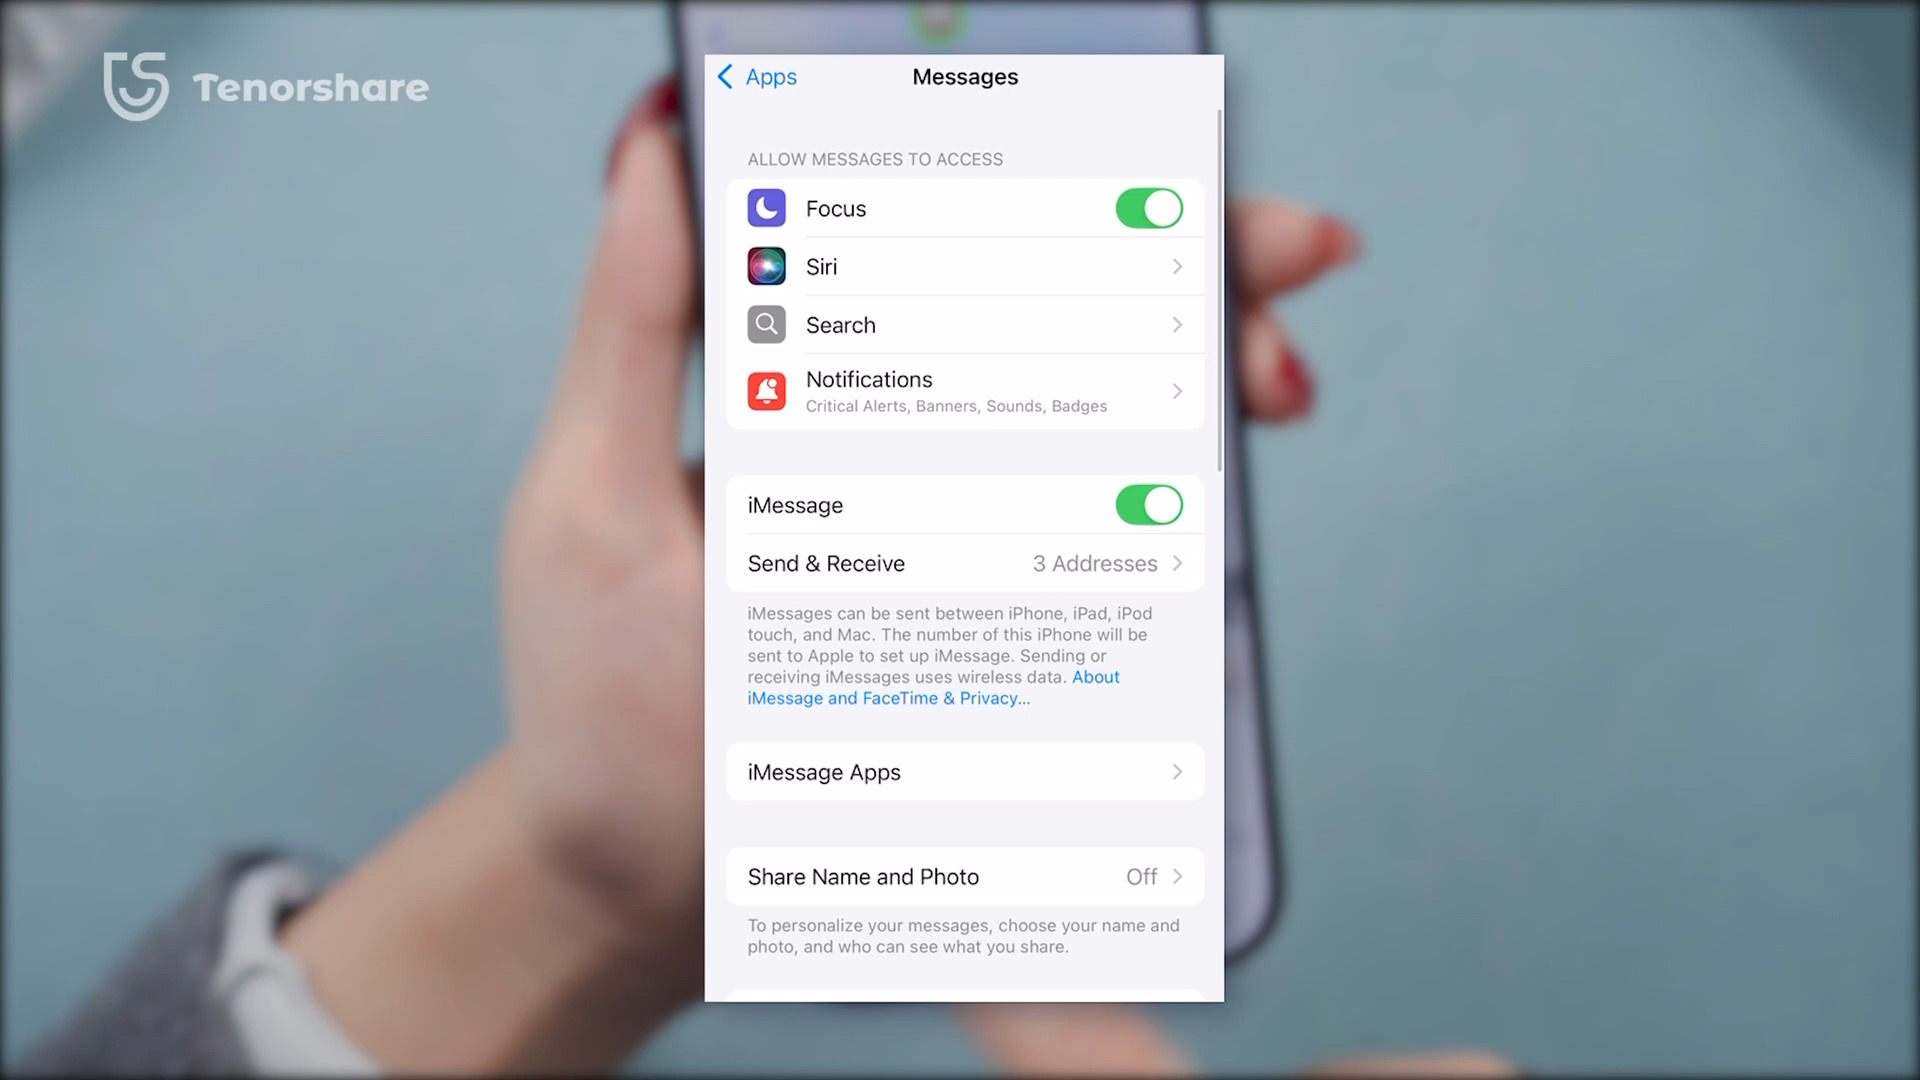 Tenorshare
Apps
Messages
ALLOW MESSAGES TO ACCESS
Focus
Siri
Search
Notifications
Critical Alerts, Banners, Sounds, Badges
iMessage
Send & Receive 3 Addresses
iMessages can be sent between iPhone, iPad, iPod
touch, and Mac. The number of this iPhone will be
sent to Apple to set up iMessage. Sending or
receiving iMessages uses wireless data. About
iMessage and FaceTime & Privacy...
iMessage Apps
Share Name and Photo Off
To personalize your messages, choose your name and
photo, and who can see what you share.